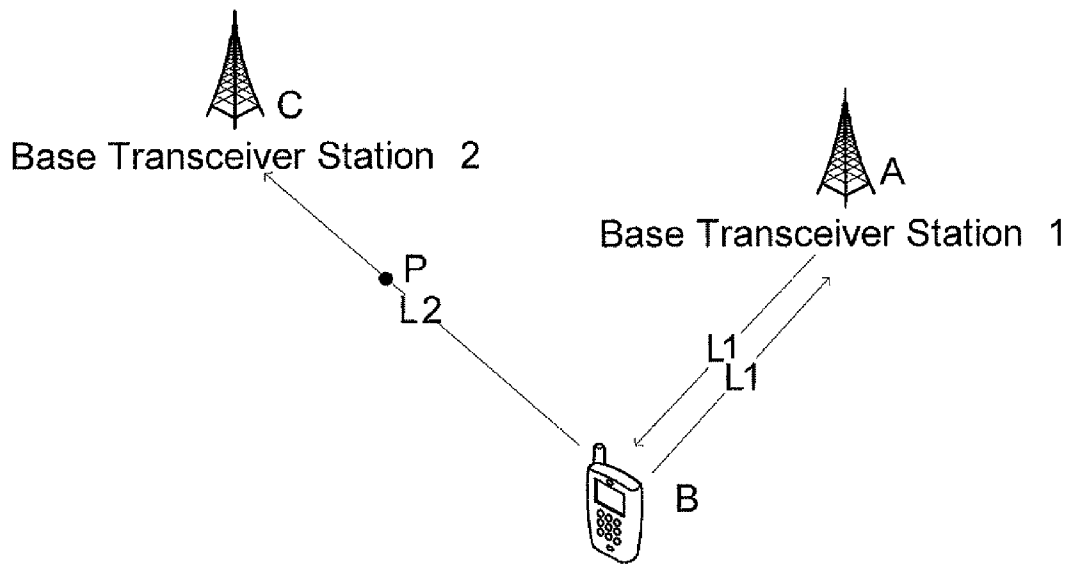 C
Base Transceiver Station 2
A
Base Transceiver Station 1
P
L2
L1
L1
B